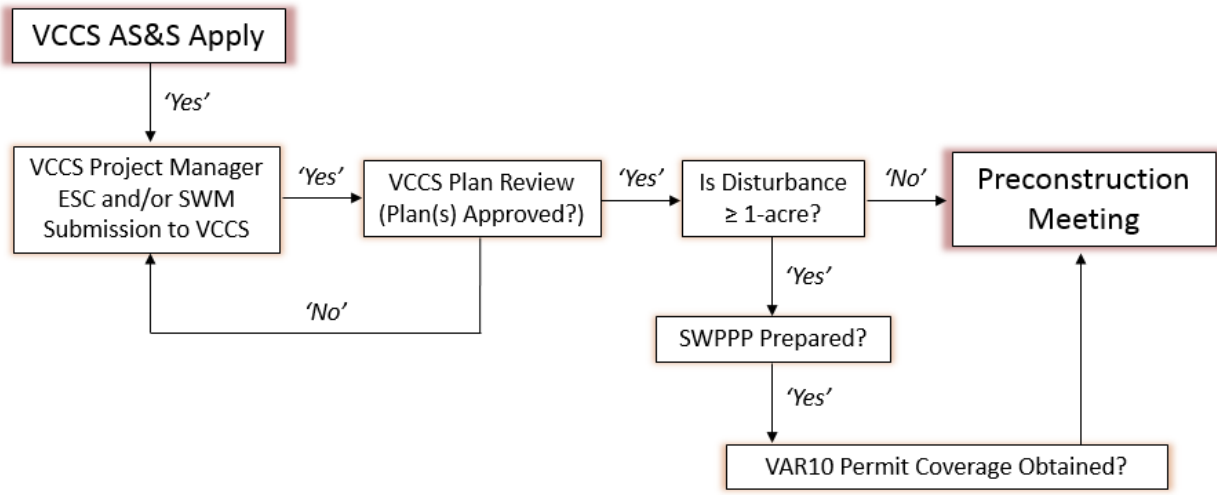 VCCS AS&S Apply
‘Yes’
VCCS Project Manager
ESC and/or SWM
Submission to VCCS
‘Yes’
VCCS Plan Review
(Plan(s) Approved?)
‘Yes’
Is Disturbance
≥ 1-acre?
‘No’
Preconstruction
Meeting
‘No’
‘Yes’
SWPPP Prepared?
‘Yes’
VAR10 Permit Coverage Obtained?